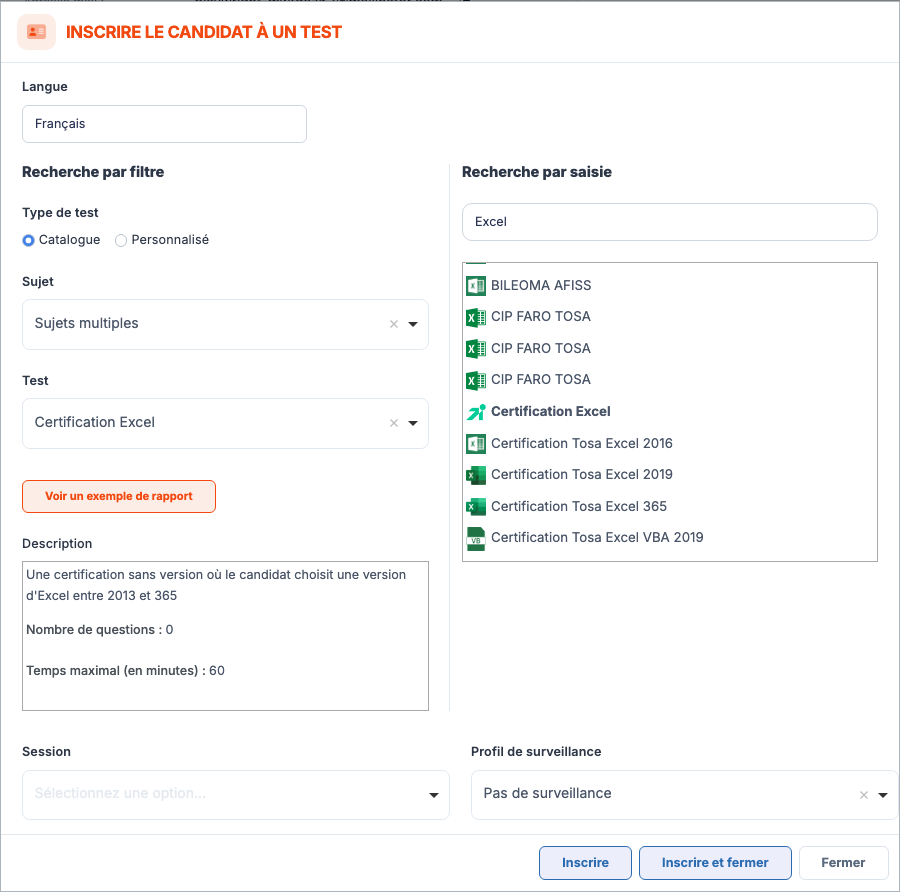 INSCRIRE LE CANDIDAT À UN TEST
Langue
Français
Recherche par filtre
Type de test
Catalogue
Personnalisé
Sujet
Sujets multiples
Test
Certification Excel
Voir un exemple de rapport
Description
Une certification sans version où le candidat choisit une version
d'Excel entre 2013 et 365
Nombre de questions : 0
Temps maximal (en minutes) : 60
Recherche par saisie
Excel
BILEOMA AFISS
CIP FARO TOSA
CIP FARO TOSA
CIP FARO TOSA
Certification Excel
Certification Tosa Excel 2016
Certification Tosa Excel 2019
Certification Tosa Excel 365
Certification Tosa Excel VBA 2019
Session
Sélectionnez une option...
Profil de surveillance
Pas de surveillance
Inscrire
Inscrire et fermer
Fermer